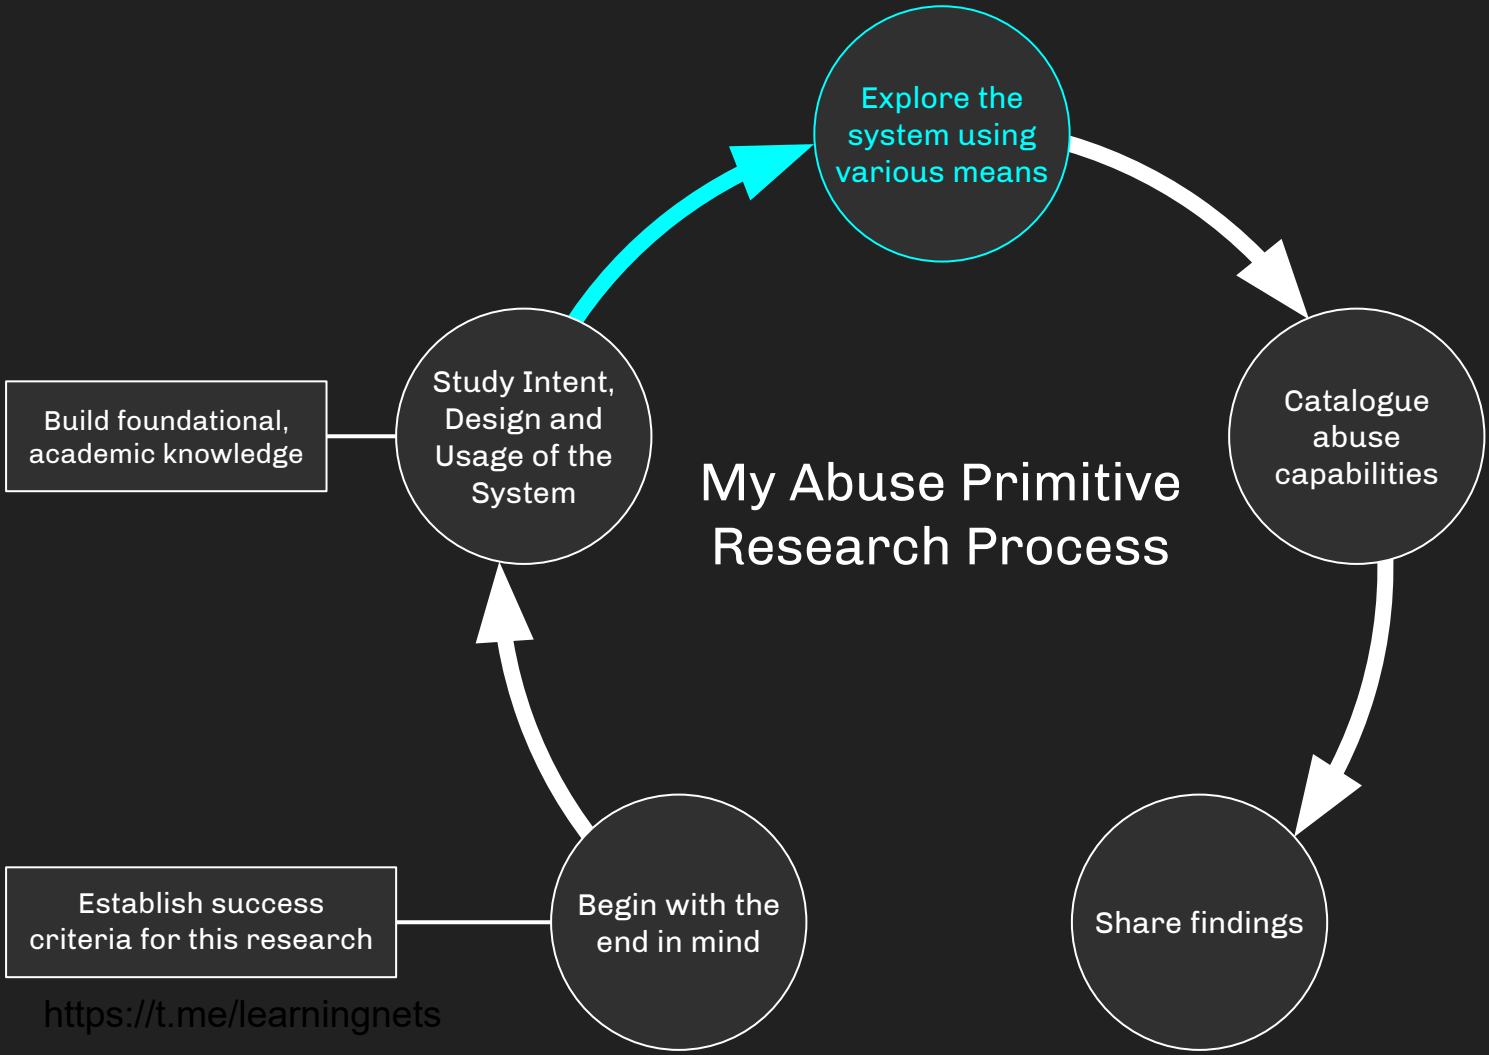 Explore the
system using
various means
Study Intent,
Design and
Usage of the
System
Build foundational,
academic knowledge
Catalogue
abuse
capabilities
My Abuse Primitive
Research Process
Establish success
criteria for this research
Begin with the
end in mind
Share findings
https://t.me/learningnets